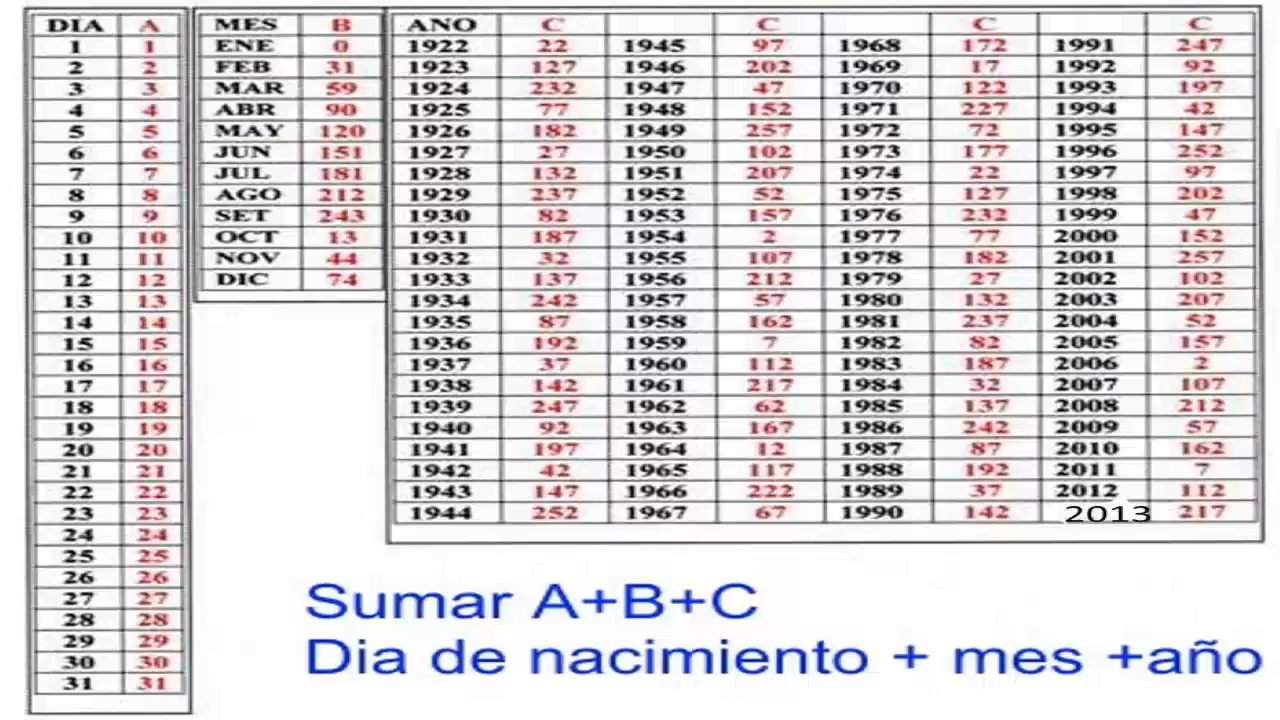 DIA A MES B ANO C C C C
1 1 ENE 0 1922 22 1945 97 1968 172 1991 247
2 2 FEB 31 1923 127 1946 202 1969 17 1992 92
3 3 MAR 59 1924 232 1947 47 1970 122 1993 197
4 4 ABR 90 1925 77 1948 152 1971 227 1994 42
5 5 MAY 120 1926 182 1949 257 1972 72 1995 147
6 6 JUN 151 1927 27 1950 102 1973 177 1996 252
7 7 JUL 181 1928 132 1951 207 1974 22 1997 97
8 8 AGO 212 1929 237 1952 52 1975 127 1998 202
9 9 SET 243 1930 82 1953 157 1976 232 1999 47
10 10 OCT 13 1931 187 1954 2 1977 77 2000 152
11 11 NOV 44 1932 32 1955 107 1978 182 2001 257
12 12 DIC 74 1933 137 1956 212 1979 27 2002 102
13 13 1934 242 1957 57 1980 132 2003 207
14 14 1935 87 1958 162 1981 237 2004 52
15 15 1936 192 1959 7 1982 82 2005 157
16 16 1937 37 1960 112 1983 187 2006 2
17 17 1938 142 1961 217 1984 32 2007 107
18 18 1939 247 1962 62 1985 137 2008 212
19 19 1940 92 1963 167 1986 242 2009 57
20 20 1941 197 1964 12 1987 87 2010 162
21 21 1942 42 1965 117 1988 192 2011 7
22 22 1943 147 1966 222 1989 37 2012 112
23 23 1944 252 1967 67 1990 142 2013 217
24 24
25 25
26 26
27 27
28 28
29 29
30 30
31 31
Sumar A+B+C
Dia de nacimiento + mes +año